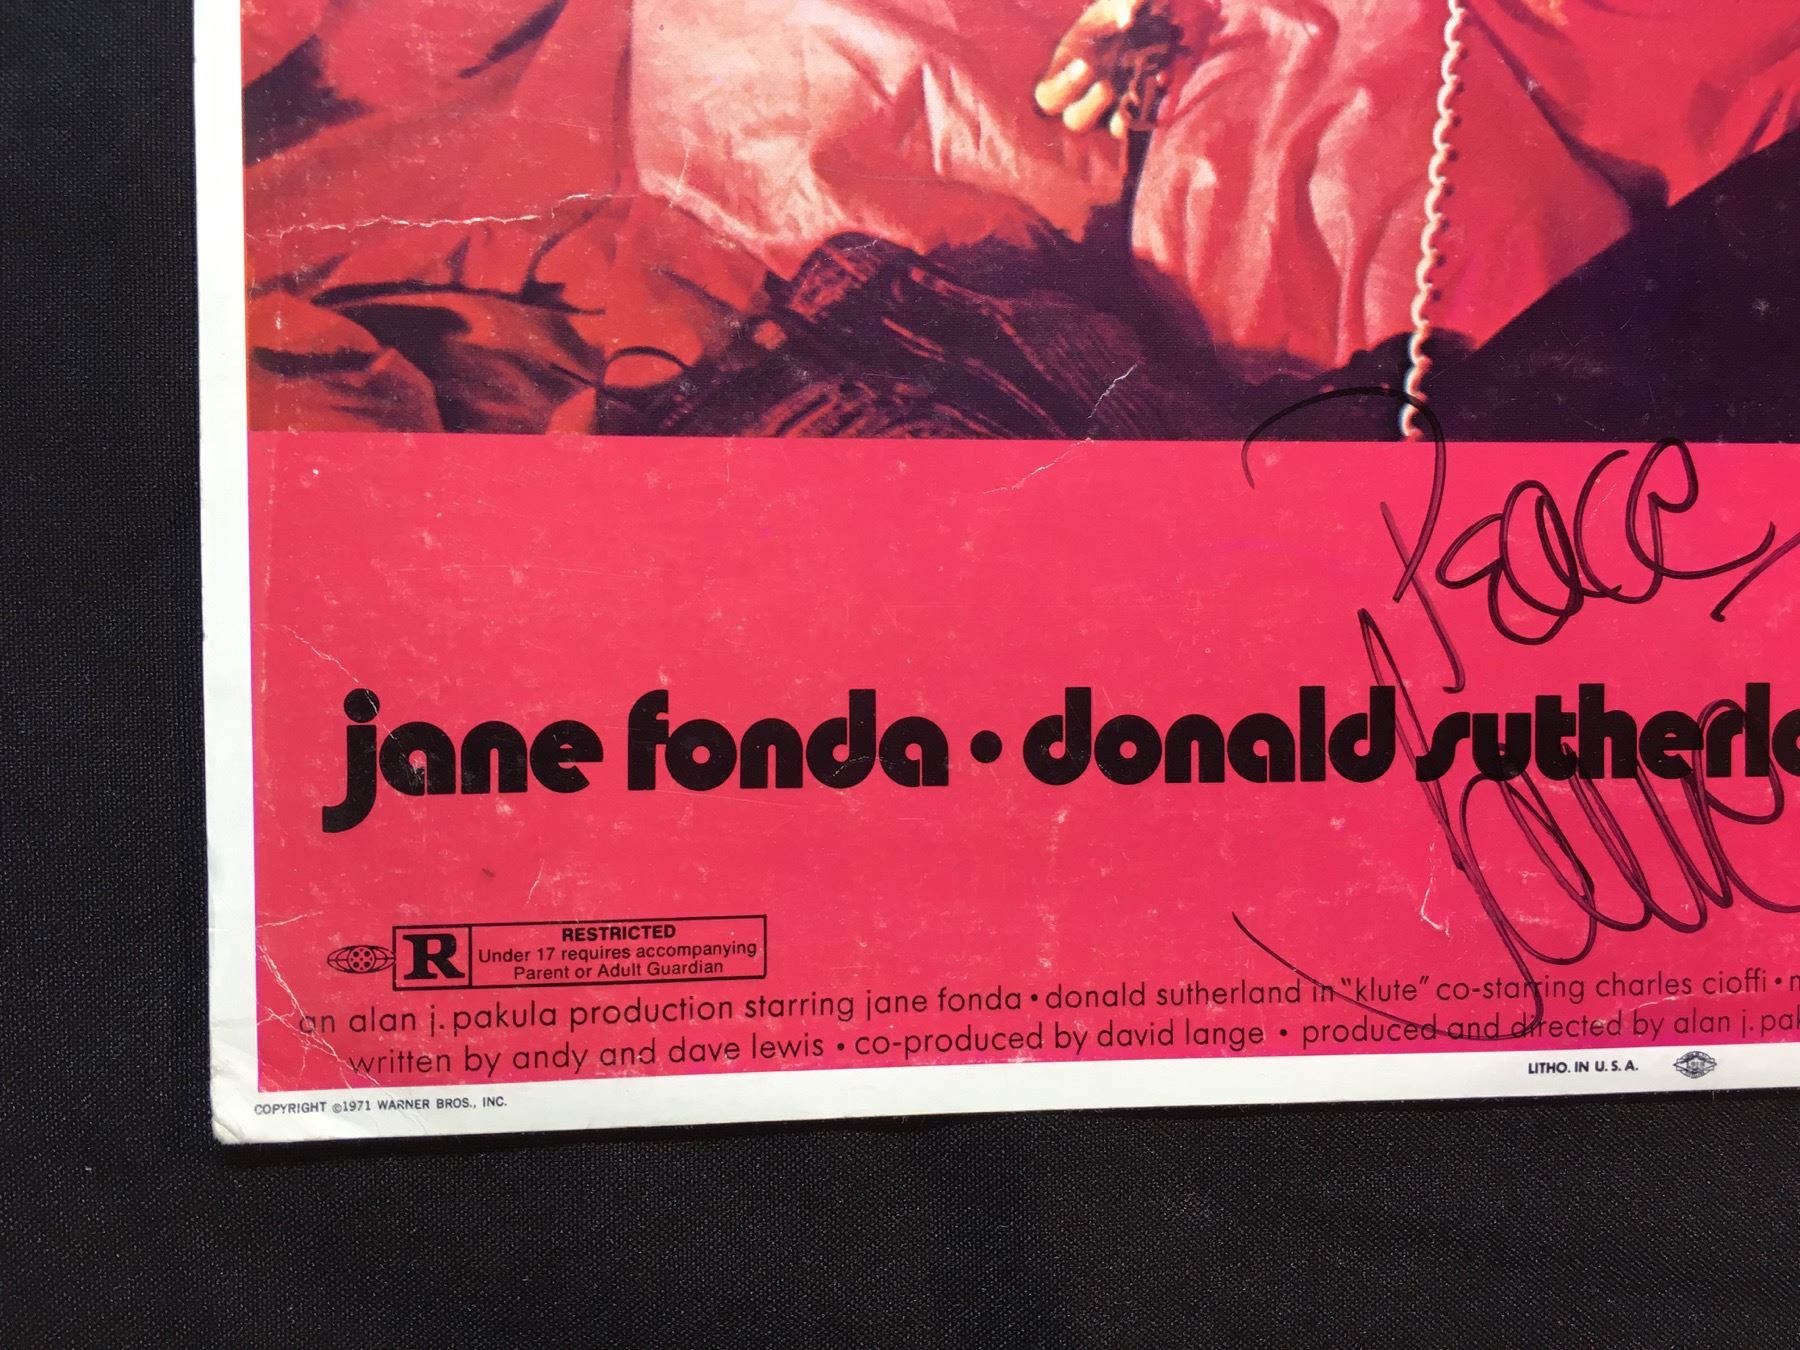 Peace,
jane fonda • donald sutherla
R
RESTRICTED
Under 17 requires accompanying
Parent or Adult Guardian
an alan j. pakula production starring jane fonda • donald sutherland in "klute" co-starring charles cioffi •
written by andy and dave lewis • co-produced by david lange • produced and directed by alan j. pak
LITHO. IN U. S. A.
COPYRIGHT ©1971 WARNER BROS., INC.